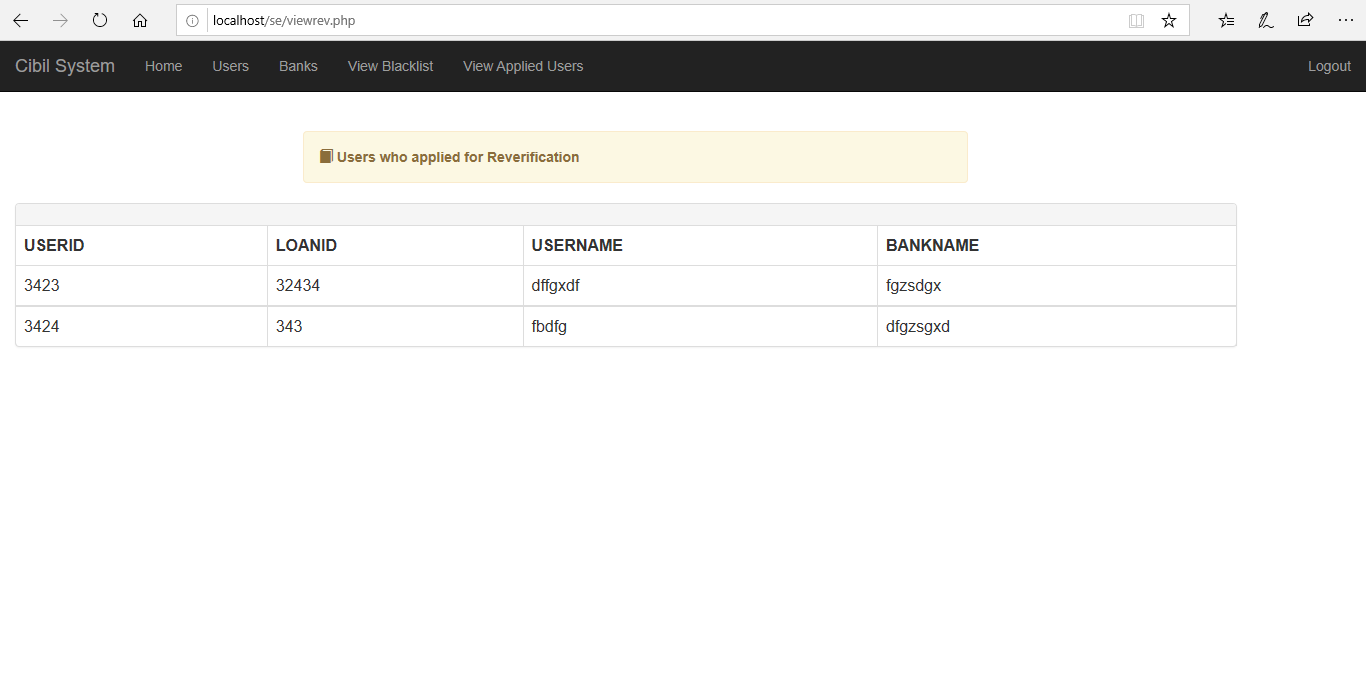 localhost/se/viewrev.php
Cibil System Home Users Banks View Blacklist View Applied Users Logout
Users who applied for Reverification
USERID LOANID USERNAME BANKNAME
3423 32434 dffgxdf fgzsdgx
3424 343 fbdfg dfgzsgxd